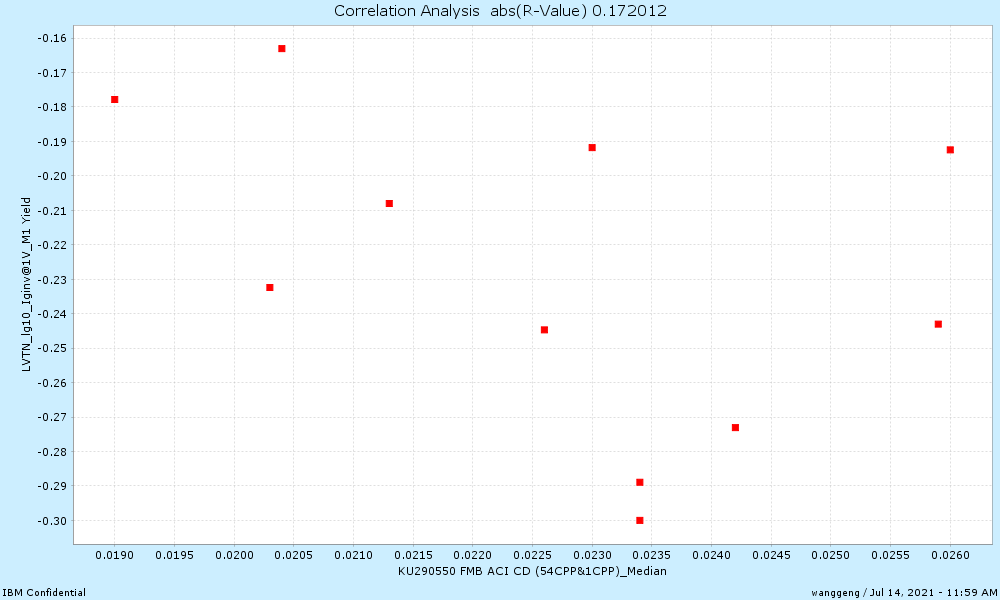 Correlation Analysis  abs(R-Value) 0.172012
-0.16
-0.17
-0.18
-0.19
-0.20
-0.21
-0.22
-0.23
-0.24
-0.25
-0.26
-0.27
-0.28
-0.29
-0.30
LVTN_lg10_Iginv@1V_M1 Yield
0.0190 0.0195 0.0200 0.0205 0.0210 0.0215 0.0220 0.0225 0.0230 0.0235 0.0240 0.0245 0.0250 0.0255 0.0260
KU290550 FMB ACI CD (54CPP&1CPP)_Median
IBM Confidential
wanggeng / Jul 14, 2021 - 11:59 AM